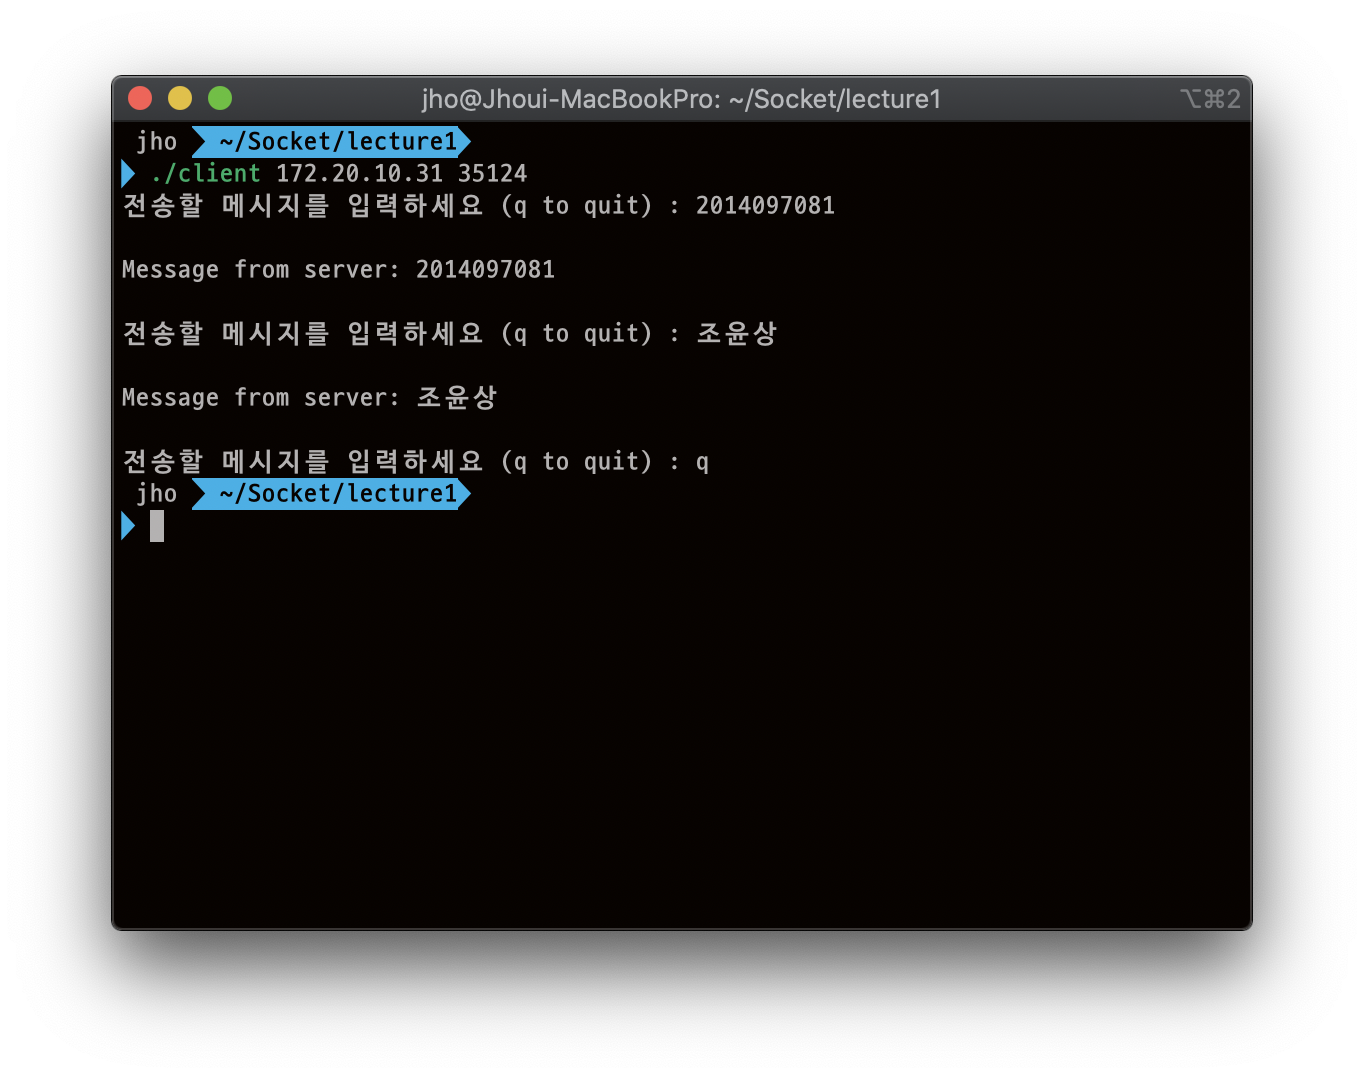 jho@Jhoui-MacBookPro: ~/Socket/lecture1 ⌥⌘2
jho ~/Socket/lecture1
./client 172.20.10.31 35124
전송할 메시지를 입력하세요 (q to quit) : 2014097081
Message from server: 2014097081
전송할 메시지를 입력하세요 (q to quit) : 조윤상
Message from server: 조윤상
전송할 메시지를 입력하세요 (q to quit) : q
jho ~/Socket/lecture1